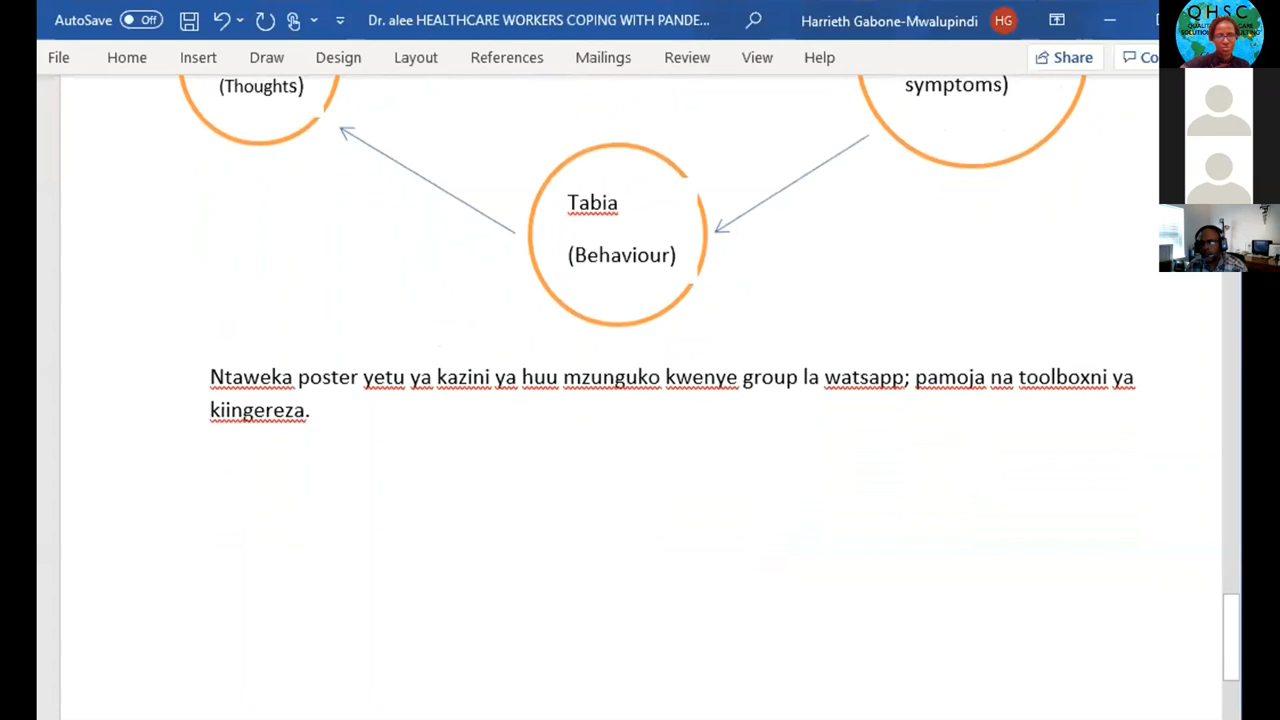 AutoSave Off Dr. alee HEALTHCARE WORKERS COPING WITH PANDE... Harrieth Gabone-Mwalupindi HG
QHSC
File Home Insert Draw Design Layout References Mailings Review View Help Share Co
(Thoughts)
symptoms)
Tabia
(Behaviour)
Ntaweka poster yetu ya kazini ya huu mzunguko kwenye group la watsapp; pamoja na toolboxni ya
kiingereza.